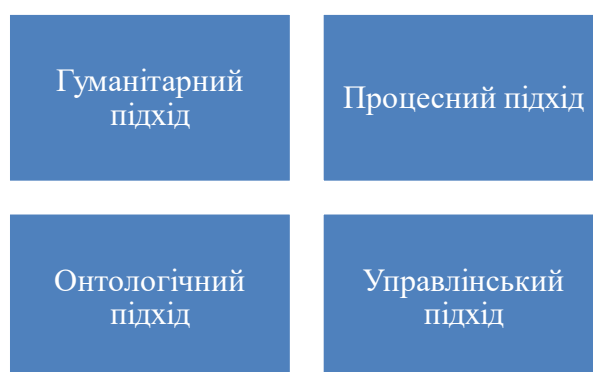 Гуманітарний
підхід
Процесний підхід
Онтологічний
підхід
Управлінський
підхід